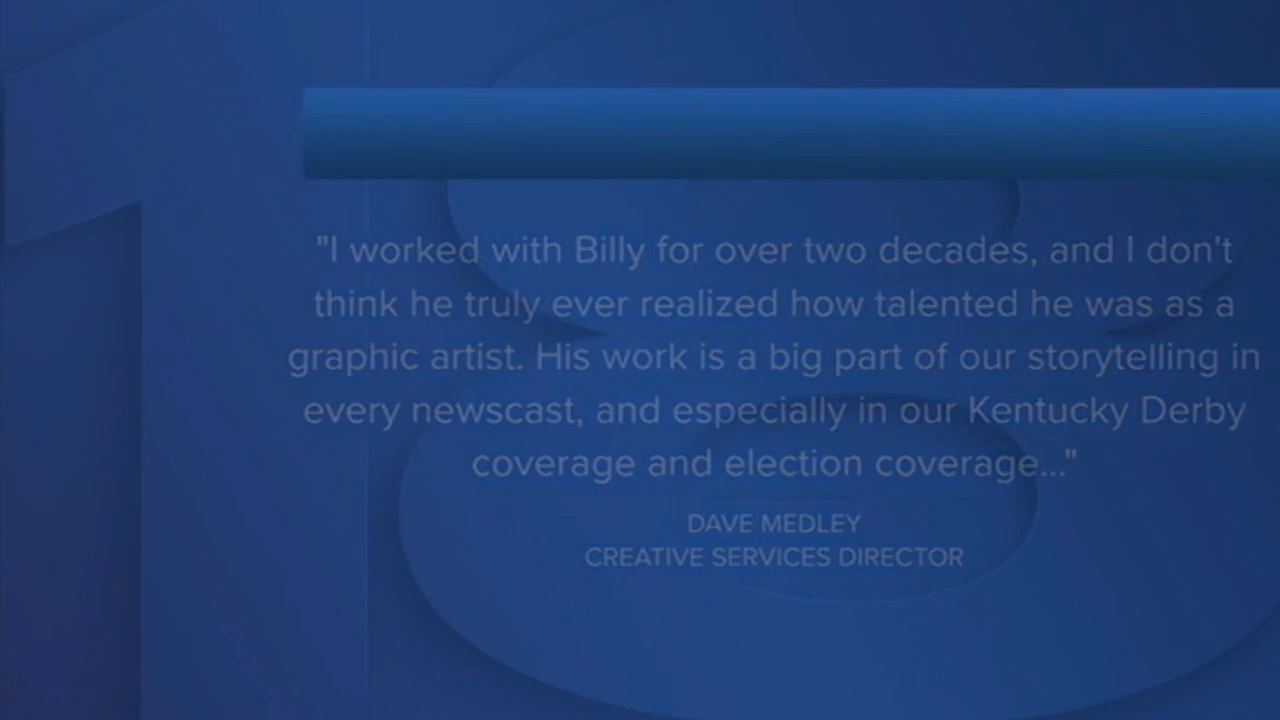 "I worked with Billy for over two decades, and I don't
think he truly ever realized how talented he was as a
graphic artist. His work is a big part of our storytelling in
every newscast, and especially in our Kentucky Derby
coverage and election coverage..."
DAVE MEDLEY
CREATIVE SERVICES DIRECTOR
18